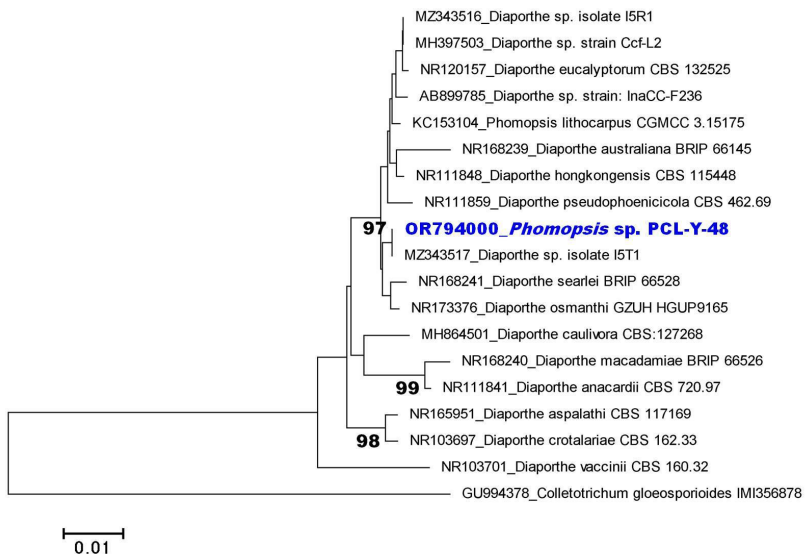 MZ343516_Diaporthe sp. isolate I5R1
MH397503_Diaporthe sp. strain Ccf-L2
NR120157_Diaporthe eucalyptorum CBS 132525
AB899785_Diaporthe sp. strain: InaCC-F236
KC153104_Phomopsis lithocarpus CGMCC 3.15175
NR168239_Diaporthe australiana BRIP 66145
NR111848_Diaporthe hongkongensis CBS 115448
NR111859_Diaporthe pseudophoenicicola CBS 462.69
97 OR794000_Phomopsis sp. PCL-Y-48
MZ343517_Diaporthe sp. isolate I5T1
NR168241_Diaporthe searlei BRIP 66528
NR173376_Diaporthe osmanthi GZUH HGUP9165
MH864501_Diaporthe caulivora CBS:127268
NR168240_Diaporthe macadamiae BRIP 66526
99 NR111841_Diaporthe anacardii CBS 720.97
NR165951_Diaporthe aspalathi CBS 117169
98 NR103697_Diaporthe crotalariae CBS 162.33
NR103701_Diaporthe vaccinii CBS 160.32
GU994378_Colletotrichum gloeosporioides IMI356878
0.01